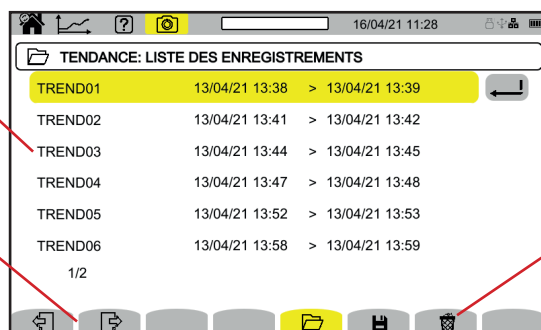 ? 16/04/21 11:28
TENDANCE: LISTE DES ENREGISTREMENTS
TREND01 13/04/21 13:38 > 13/04/21 13:39
TREND02 13/04/21 13:41 > 13/04/21 13:42
TREND03 13/04/21 13:44 > 13/04/21 13:45
TREND04 13/04/21 13:47 > 13/04/21 13:48
TREND05 13/04/21 13:52 > 13/04/21 13:53
TREND06 13/04/21 13:58 > 13/04/21 13:59
1/2